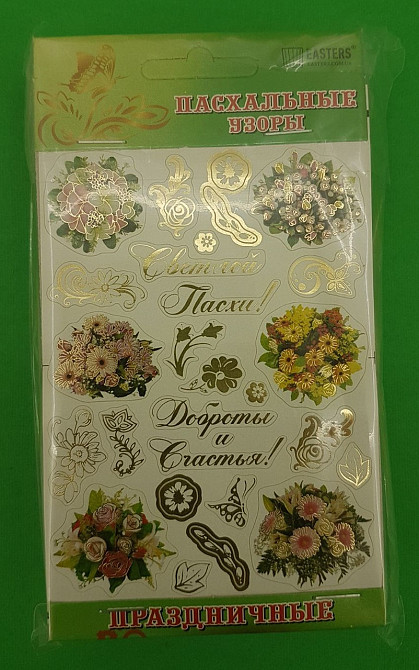 EASTERS
ПАСХАЛЬНЫЕ
УЗОРЫ
Светлой
Пасхи!
Доброты
и
Счастья!
ПРАЗДНИЧНЫЕ